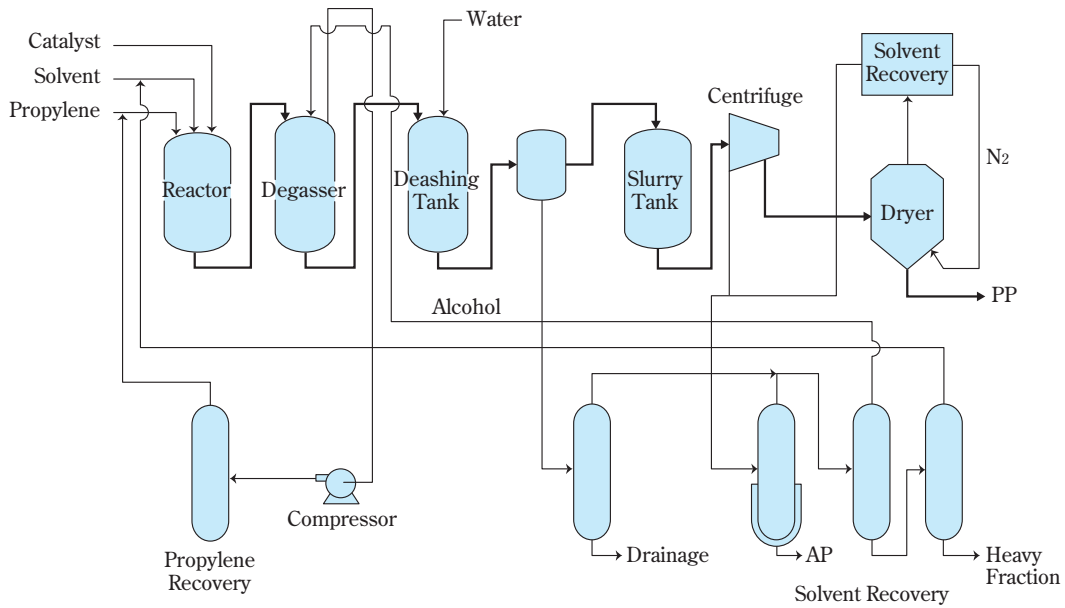 Water
Catalyst
Solvent
Propylene
Solvent
Recovery
Centrifuge
N2
Reactor
Degasser
Deashing
Tank
Slurry
Tank
Dryer
PP
Alcohol
Compressor
Propylene
Recovery
Drainage
AP
Heavy
Fraction
Solvent Recovery